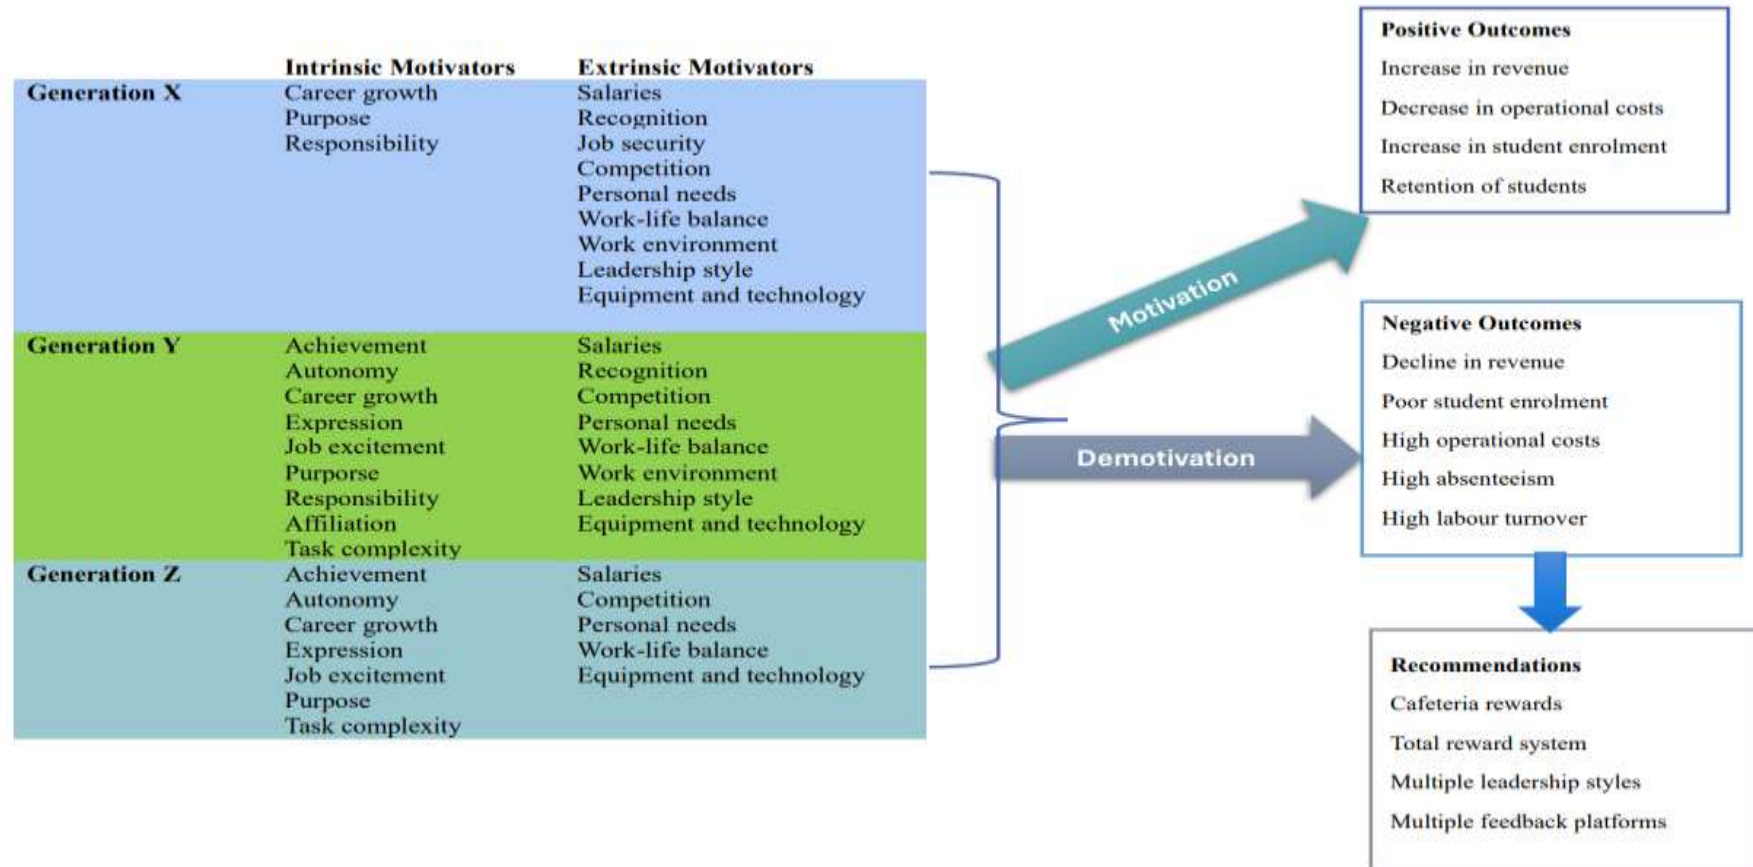 Intrinsic Motivators Extrinsic Motivators
Generation X Career growth Salaries
Purpose Recognition
Responsibility Job security
Competition
Personal needs
Work-life balance
Work environment
Leadership style
Equipment and technology
Generation Y Achievement Salaries
Autonomy Recognition
Career growth Competition
Expression Personal needs
Job excitement Work-life balance
Purporse Work environment
Responsibility Leadership style
Affiliation Equipment and technology
Task complexity
Generation Z Achievement Salaries
Autonomy Competition
Career growth Personal needs
Expression Work-life balance
Job excitement Equipment and technology
Purpose
Task complexity
Motivation
Demotivation
Positive Outcomes
Increase in revenue
Decrease in operational costs
Increase in student enrolment
Retention of students
Negative Outcomes
Decline in revenue
Poor student enrolment
High operational costs
High absenteeism
High labour turnover
Recommendations
Cafeteria rewards
Total reward system
Multiple leadership styles
Multiple feedback platforms